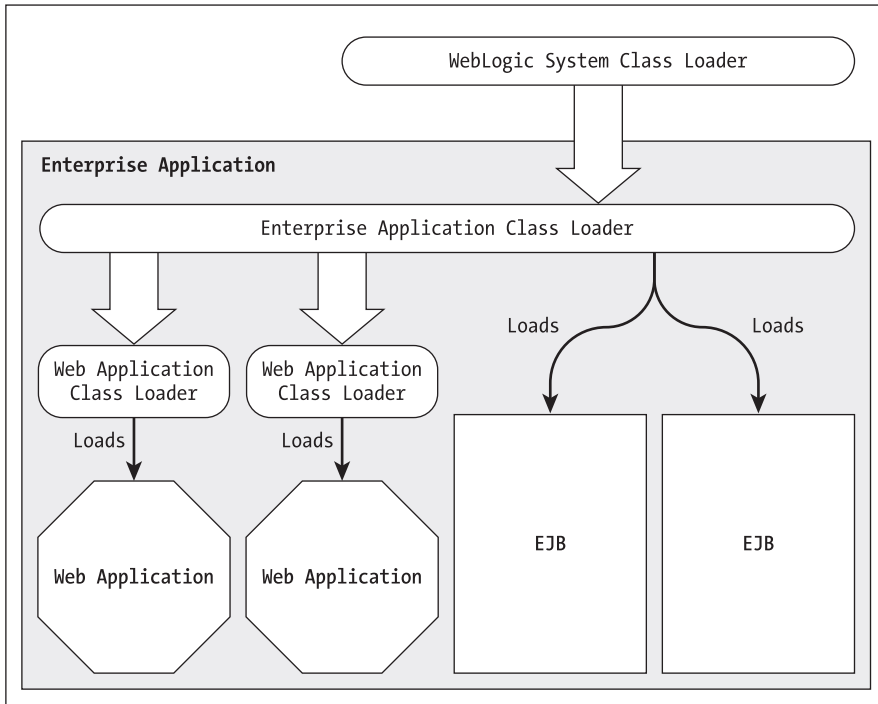 WebLogic System Class Loader
Enterprise Application
Enterprise Application Class Loader
Loads
Loads
Web Application
Class Loader
Web Application
Class Loader
Loads
Loads
Web Application
Web Application
EJB
EJB